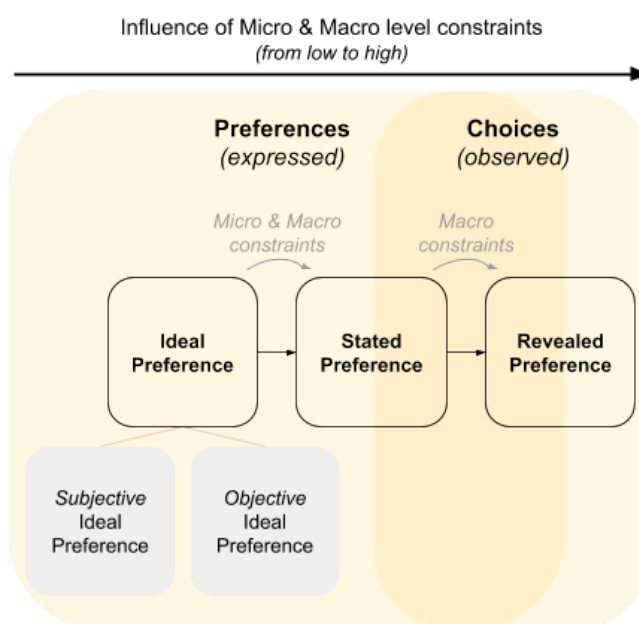 Influence of Micro & Macro level constraints
(from low to high)
Preferences
(expressed)
Choices
(observed)
Micro & Macro
constraints
Macro
constraints
Ideal
Preference
Stated
Preference
Revealed
Preference
Subjective
Ideal
Preference
Objective
Ideal
Preference